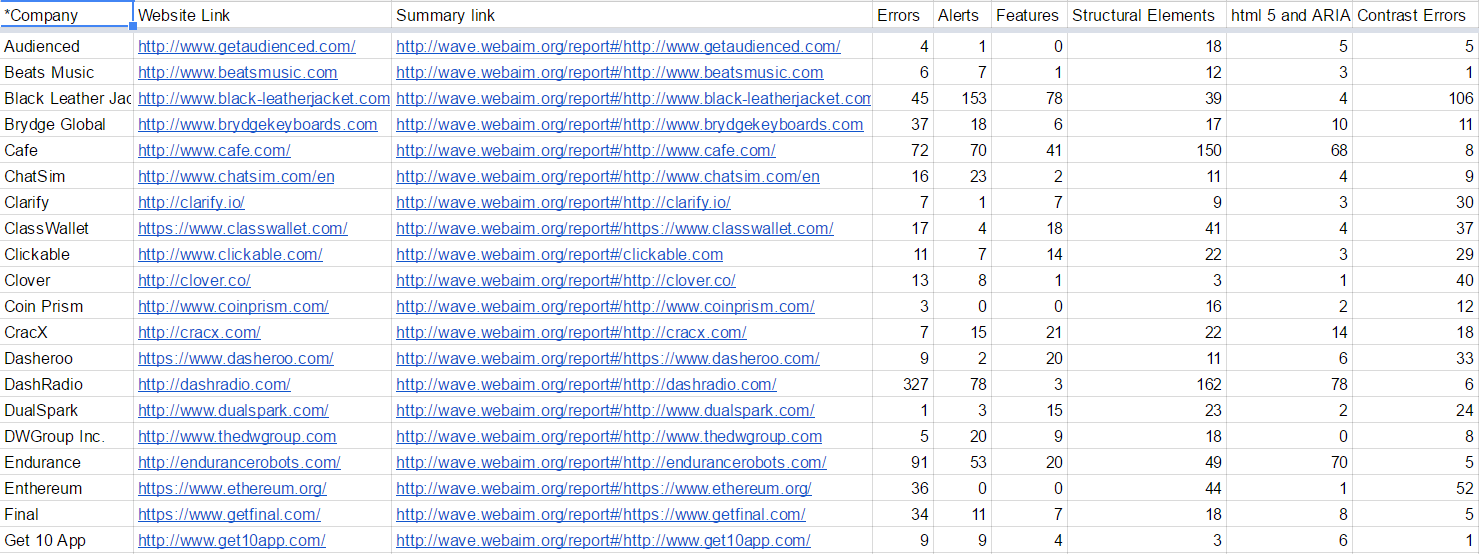 *Company Website Link Summary link Errors Alerts Features Structural Elements html 5 and ARIA Contrast Errors
Audienced http://www.getaudienced.com/ http://wave.webaim.org/report#/http://www.getaudienced.com/ 4 1 0 18 5 5
Beats Music http://www.beatsmusic.com http://wave.webaim.org/report#/http://www.beatsmusic.com 6 7 1 12 3 1
Black Leather Jac http://www.black-leatherjacket.com http://wave.webaim.org/report#/http://www.black-leatherjacket.com 45 153 78 39 4 106
Brydge Global http://www.brydgekeyboards.com http://wave.webaim.org/report#/http://www.brydgekeyboards.com 37 18 6 17 10 11
Cafe http://www.cafe.com/ http://wave.webaim.org/report#/http://www.cafe.com/ 72 70 41 150 68 8
ChatSim http://www.chatsim.com/en http://wave.webaim.org/report#/http://www.chatsim.com/en 16 23 2 11 4 9
Clarify http://clarify.io/ http://wave.webaim.org/report#/http://clarify.io/ 7 1 7 9 3 30
ClassWallet https://www.classwallet.com/ http://wave.webaim.org/report#/https://www.classwallet.com/ 17 4 18 41 4 37
Clickable http://www.clickable.com/ http://wave.webaim.org/report#/clickable.com 11 7 14 22 3 29
Clover http://clover.co/ http://wave.webaim.org/report#/http://clover.co/ 13 8 1 3 1 40
Coin Prism http://www.coinprism.com/ http://wave.webaim.org/report#/http://www.coinprism.com/ 3 0 0 16 2 12
CracX http://cracx.com/ http://wave.webaim.org/report#/http://cracx.com/ 7 15 21 22 14 18
Dasheroo https://www.dasheroo.com/ http://wave.webaim.org/report#/https://www.dasheroo.com/ 9 2 20 11 6 33
DashRadio http://dashradio.com/ http://wave.webaim.org/report#/http://dashradio.com/ 327 78 3 162 78 6
DualSpark http://www.dualspark.com/ http://wave.webaim.org/report#/http://www.dualspark.com/ 1 3 15 23 2 24
DWGroup Inc. http://www.thedwgroup.com http://wave.webaim.org/report#/http://www.thedwgroup.com 5 20 9 18 0 8
Endurance http://endurancerobots.com/ http://wave.webaim.org/report#/http://endurancerobots.com/ 91 53 20 49 70 5
Enthereum https://www.ethereum.org/ http://wave.webaim.org/report#/https://www.ethereum.org/ 36 0 0 44 1 52
Final https://www.getfinal.com/ http://wave.webaim.org/report#/https://www.getfinal.com/ 34 11 7 18 8 5
Get 10 App http://www.get10app.com/ http://wave.webaim.org/report#/http://www.get10app.com/ 9 9 4 3 6 1